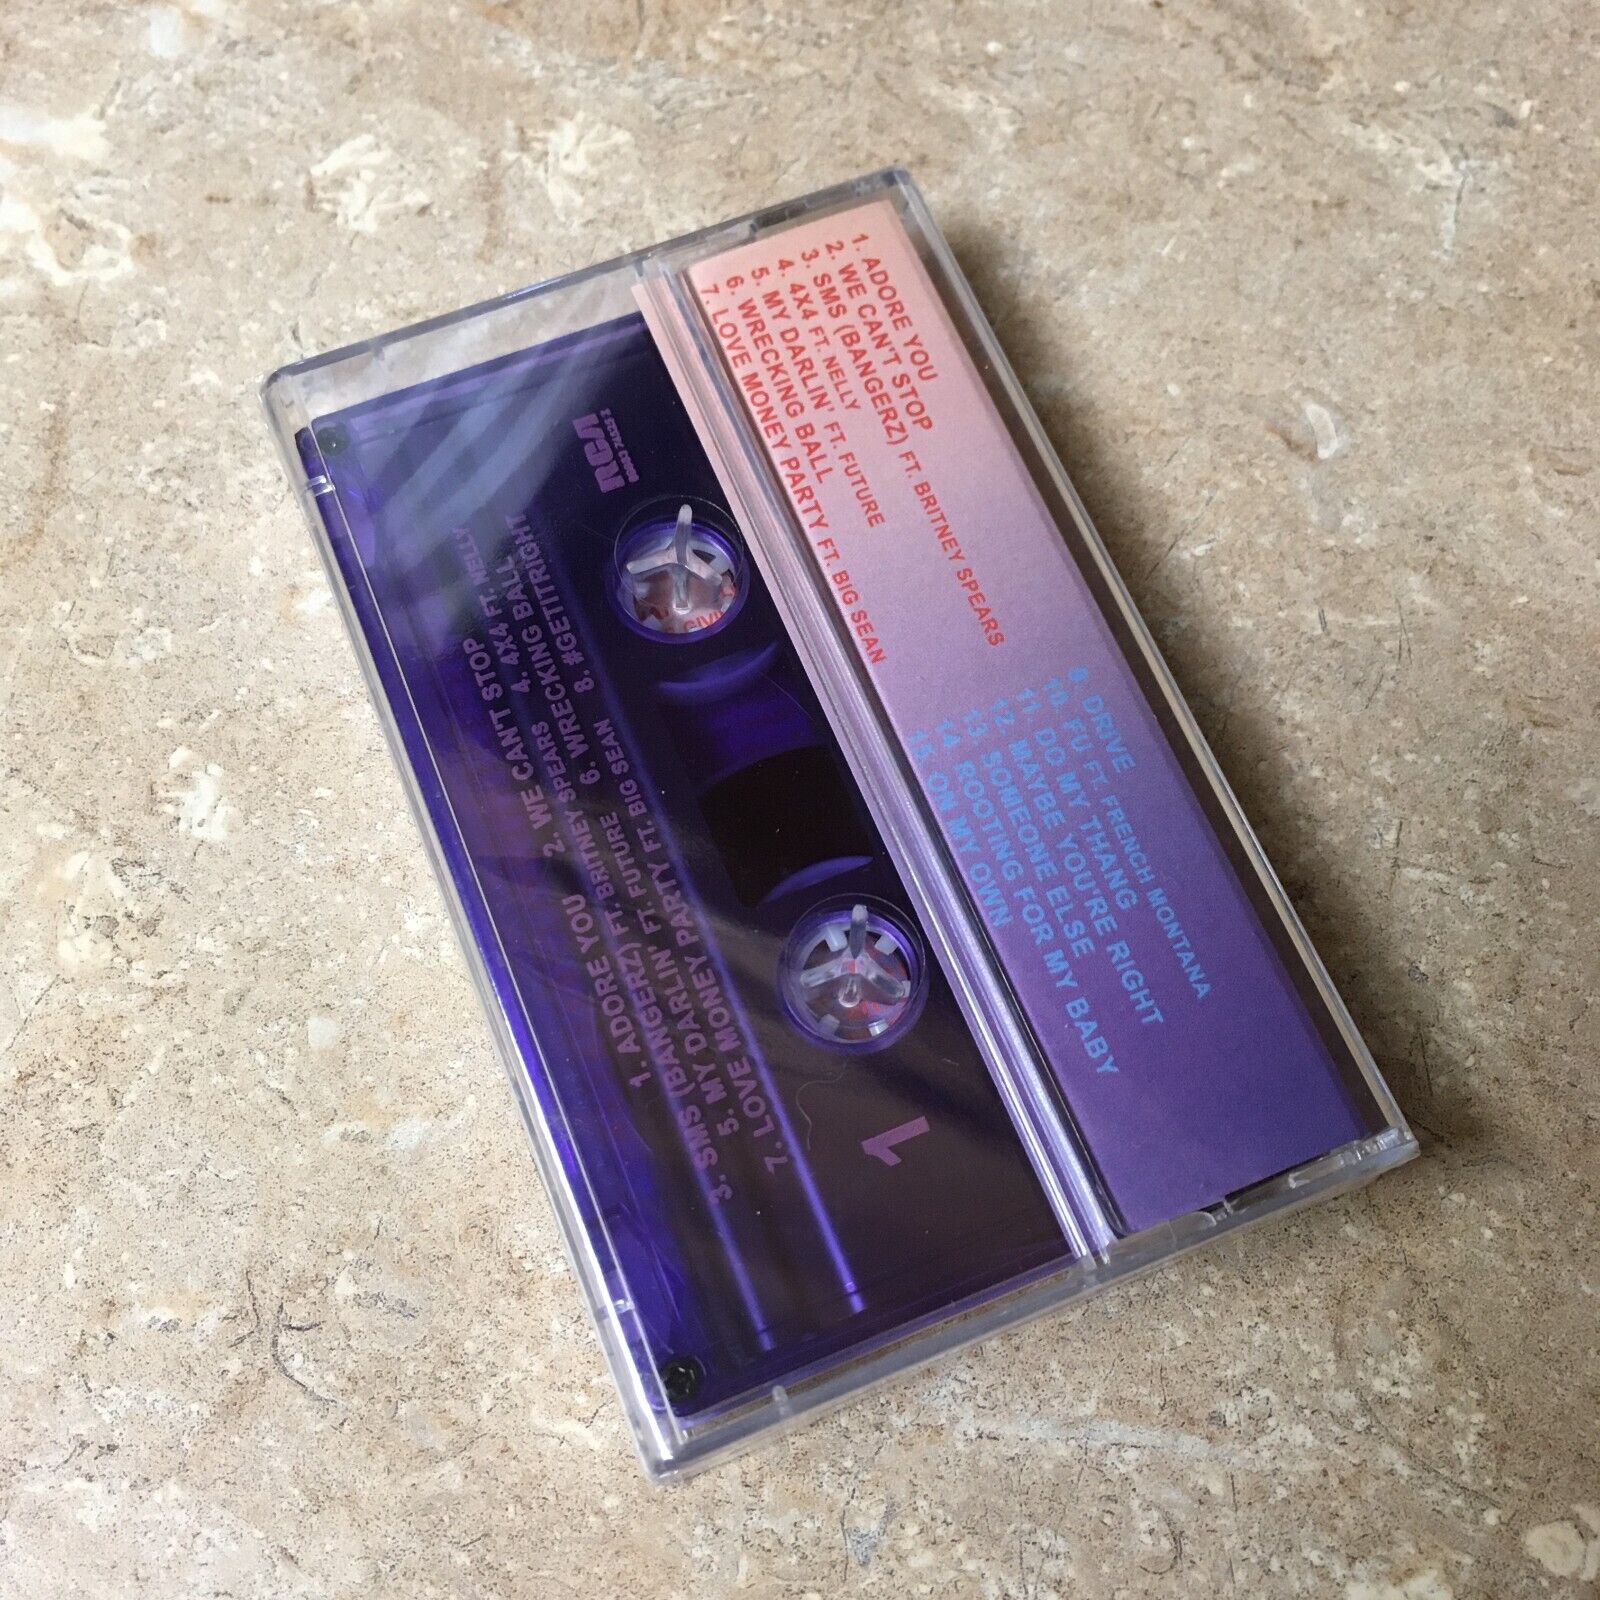 1. ADORE YOU
2. WE CAN'T STOP
3. SMS (BANGERZ) FT. BRITNEY SPEARS
4. 4X4 FT. NELLY
5. MY DARLIN' FT. FUTURE
6. WRECKING BALL
7. LOVE MONEY PARTY FT. BIG SEAN
9. DRIVE
10. FU FT. FRENCH MONTANA
11. DO MY THANG
12. MAYBE YOU'RE RIGHT
13. SOMEONE ELSE
14. ROOTING FOR MY BABY
15. ON MY OWN
RCA
1
1. ADORE YOU 2. WE CAN'T STOP
3. SMS (BANGERZ) FT. BRITNEY SPEARS 4. 4X4 FT. NELLY
5. MY DARLIN' FT. FUTURE 6. WRECKING BALL
7. LOVE MONEY PARTY FT. BIG SEAN 8. #GETITRIGHT